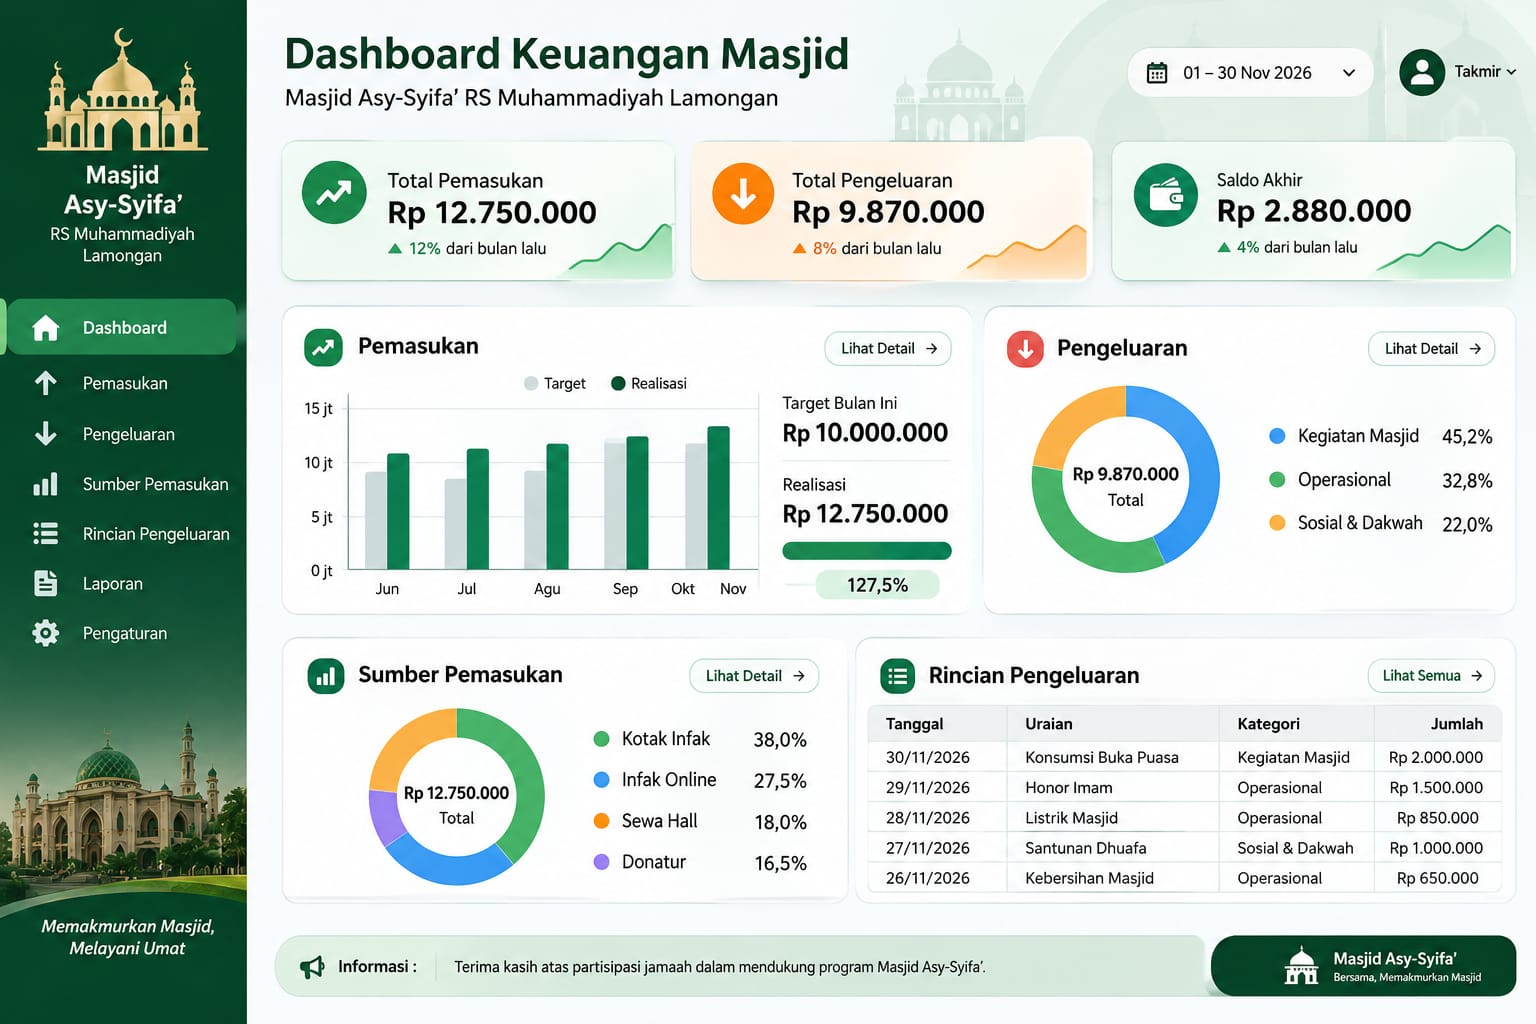 Masjid
Asy-Syifa’
RS Muhammadiyah
Lamongan
Dashboard
Pemasukan
Pengeluaran
Sumber Pemasukan
Rincian Pengeluaran
Laporan
Pengaturan
Memakmurkan Masjid,
Melayani Umat
Dashboard Keuangan Masjid
Masjid Asy-Syifa’ RS Muhammadiyah Lamongan
01 – 30 Nov 2026
Takmir
Total Pemasukan
Rp 12.750.000
12% dari bulan lalu
Total Pengeluaran
Rp 9.870.000
8% dari bulan lalu
Saldo Akhir
Rp 2.880.000
4% dari bulan lalu
Pemasukan
Lihat Detail →
Target Realisasi
15 jt
10 jt
5 jt
0 jt
Jun Jul Agu Sep Okt Nov
Target Bulan Ini
Rp 10.000.000
Realisasi
Rp 12.750.000
127,5%
Pengeluaran
Lihat Detail →
Rp 9.870.000
Total
Kegiatan Masjid 45,2%
Operasional 32,8%
Sosial & Dakwah 22,0%
Sumber Pemasukan
Lihat Detail →
Rp 12.750.000
Total
Kotak Infak 38,0%
Infak Online 27,5%
Sewa Hall 18,0%
Donatur 16,5%
Rincian Pengeluaran
Lihat Semua →
Tanggal Uraian Kategori Jumlah
30/11/2026 Konsumsi Buka Puasa Kegiatan Masjid Rp 2.000.000
29/11/2026 Honor Imam Operasional Rp 1.500.000
28/11/2026 Listrik Masjid Operasional Rp 850.000
27/11/2026 Santunan Dhuafa Sosial & Dakwah Rp 1.000.000
26/11/2026 Kebersihan Masjid Operasional Rp 650.000
Informasi : Terima kasih atas partisipasi jamaah dalam mendukung program Masjid Asy-Syifa’.
Masjid Asy-Syifa’
Bersama, Memakmurkan Masjid